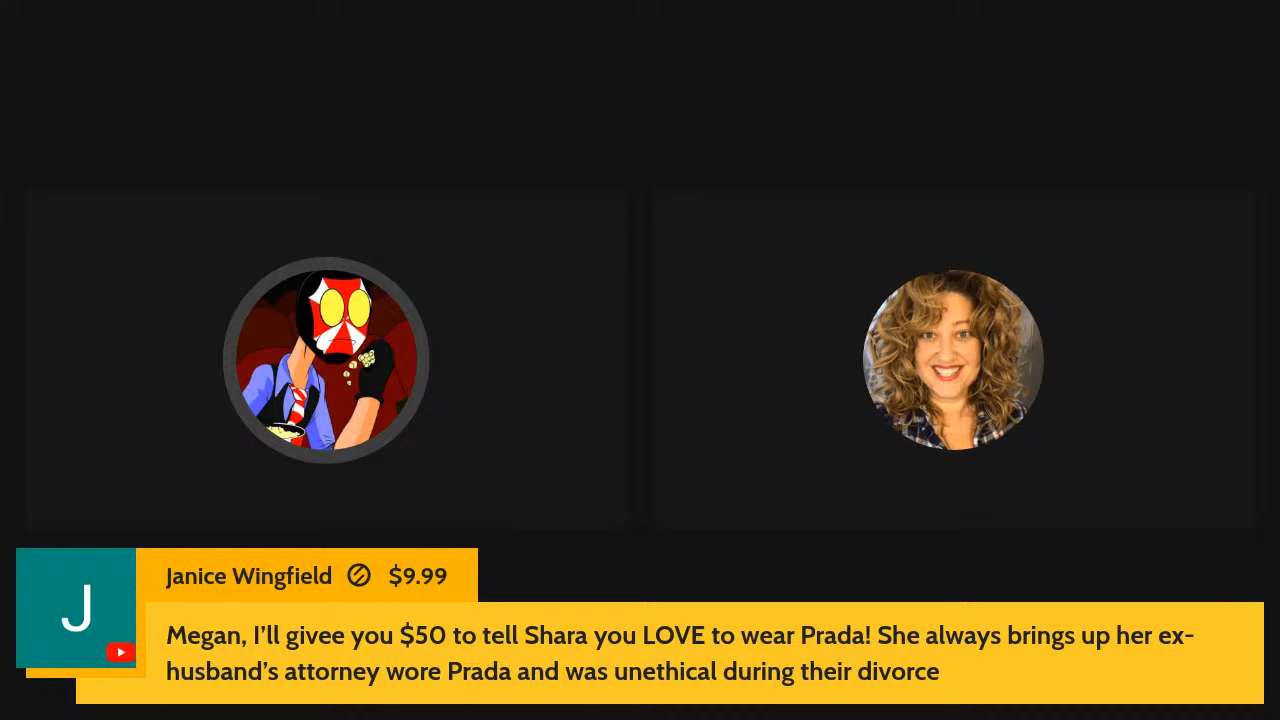 J
Janice Wingfield $9.99
Megan, I’ll givee you $50 to tell Shara you LOVE to wear Prada! She always brings up her ex-
husband’s attorney wore Prada and was unethical during their divorce